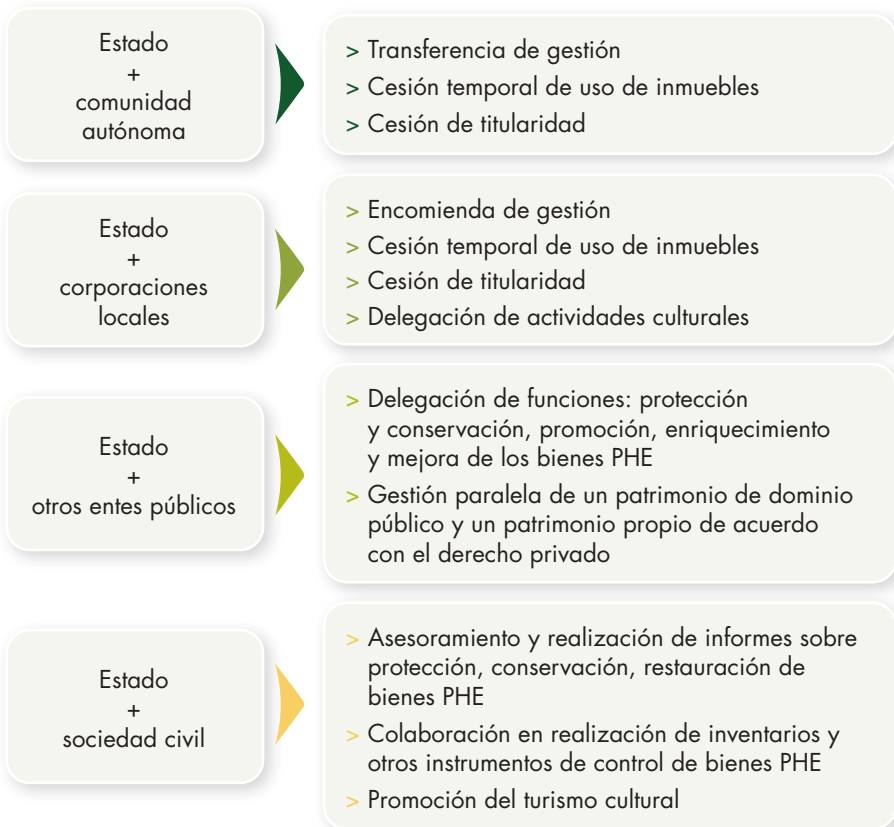 Estado
+
comunidad
autónoma
> Transferencia de gestión
> Cesión temporal de uso de inmuebles
> Cesión de titularidad
Estado
+
corporaciones
locales
> Encomienda de gestión
> Cesión temporal de uso de inmuebles
> Cesión de titularidad
> Delegación de actividades culturales
Estado
+
otros entes públicos
> Delegación de funciones: protección
y conservación, promoción, enriquecimiento
y mejora de los bienes PHE
> Gestión paralela de un patrimonio de dominio
público y un patrimonio propio de acuerdo
con el derecho privado
Estado
+
sociedad civil
> Asesoramiento y realización de informes sobre
protección, conservación, restauración de
bienes PHE
> Colaboración en realización de inventarios y
otros instrumentos de control de bienes PHE
> Promoción del turismo cultural